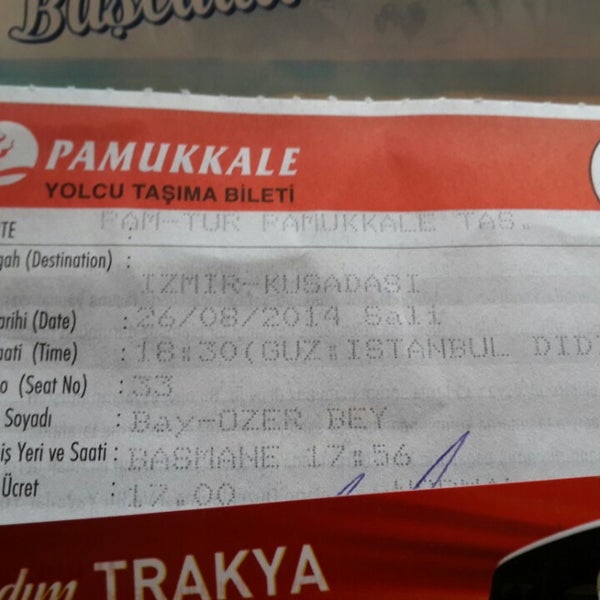 PAMUKKALE
YOLCU TAŞIMA BİLETİ
PAM-TUR PAMUKKALE TAS.
TE :
gah (Destination) :
IZMIR-KUSADASI
arihi (Date) : 26/08/2014 Sali
aati (Time) : 18:30(GUZ:ISTANBUL DID
o (Seat No) : 33
Soyadı : Bay-OZER BEY
iş Yeri ve Saati : BASMANE 17:56
Ücret : 17.00
dım TRAKYA